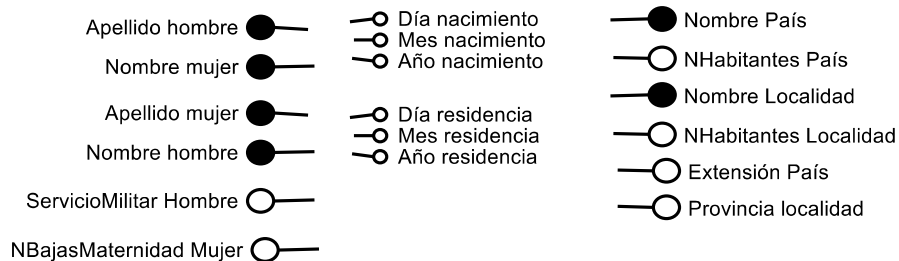 Apellido hombre
Nombre mujer
Apellido mujer
Nombre hombre
ServicioMilitar Hombre
NBajasMaternidad Mujer
Día nacimiento
Mes nacimiento
Año nacimiento
Día residencia
Mes residencia
Año residencia
Nombre País
NHabitantes País
Nombre Localidad
NHabitantes Localidad
Extensión País
Provincia localidad